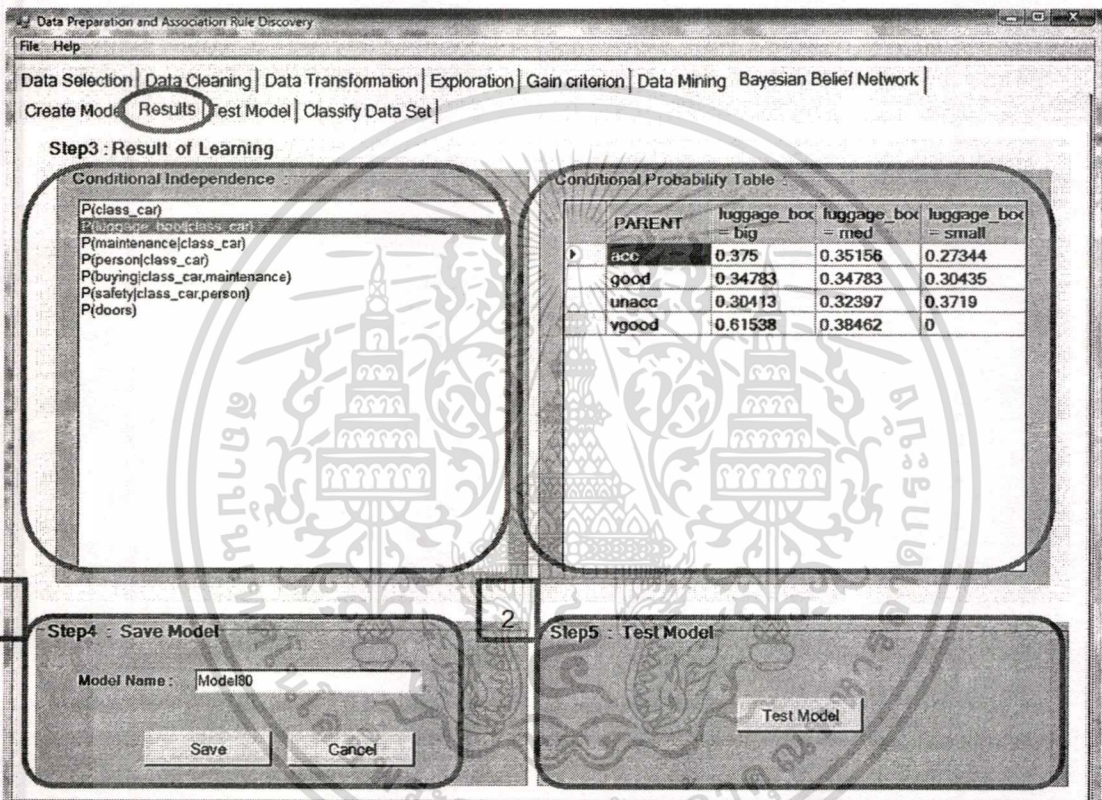 Data Preparation and Association Rule Discovery
File Help
Data Selection Data Cleaning Data Transformation Exploration Gain criterion Data Mining Bayesian Belief Network
Create Model Results Test Model Classify Data Set
Step3 : Result of Learning
Conditional Independence :
P(class_car)
P(luggage_boot|class_car)
P(maintenance|class_car)
P(person|class_car)
P(buying|class_car,maintenance)
P(safety|class_car,person)
P(doors)
Conditional Probability Table :
PARENT luggage_boo = big luggage_boo = med luggage_boo = small
acc 0.375 0.35156 0.27344
good 0.34783 0.34783 0.30435
unacc 0.30413 0.32397 0.3719
vgood 0.61538 0.38462 0
Step4 : Save Model
Model Name : Model80
Save Cancel
2
Step5 : Test Model
Test Model